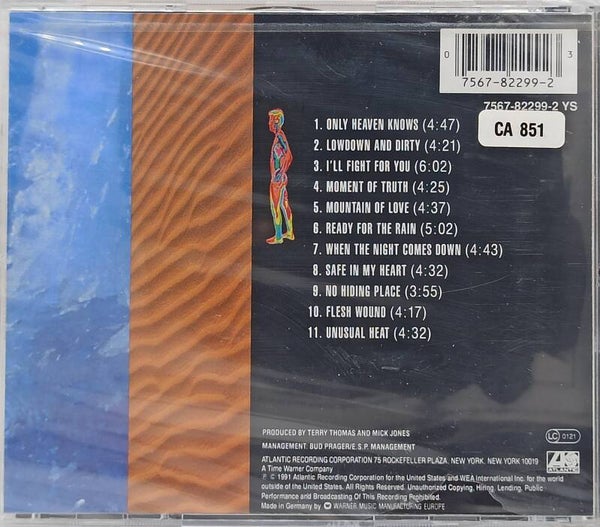 0 3
7567-82299-2
7567-82299-2 YS
CA 851
1. ONLY HEAVEN KNOWS (4:47)
2. LOWDOWN AND DIRTY (4:21)
3. I'LL FIGHT FOR YOU (6:02)
4. MOMENT OF TRUTH (4:25)
5. MOUNTAIN OF LOVE (4:37)
6. READY FOR THE RAIN (5:02)
7. WHEN THE NIGHT COMES DOWN (4:43)
8. SAFE IN MY HEART (4:32)
9. NO HIDING PLACE (3:55)
10. FLESH WOUND (4:17)
11. UNUSUAL HEAT (4:32)
PRODUCED BY TERRY THOMAS AND MICK JONES
MANAGEMENT: BUD PRAGER/E.S.P. MANAGEMENT
LC 0121
ATLANTIC RECORDING CORPORATION 75 ROCKEFELLER PLAZA, NEW YORK, NEW YORK 10019
A Time Warner Company
ATLANTIC
℗ © 1991 Atlantic Recording Corporation for the United States and WEA International Inc. for the world
outside of the United States. All Rights Reserved. Unauthorized Copying, Hiring, Lending, Public
Performance and Broadcasting Of This Recording Prohibited.
Made in Germany by WARNER MUSIC MANUFACTURING EUROPE